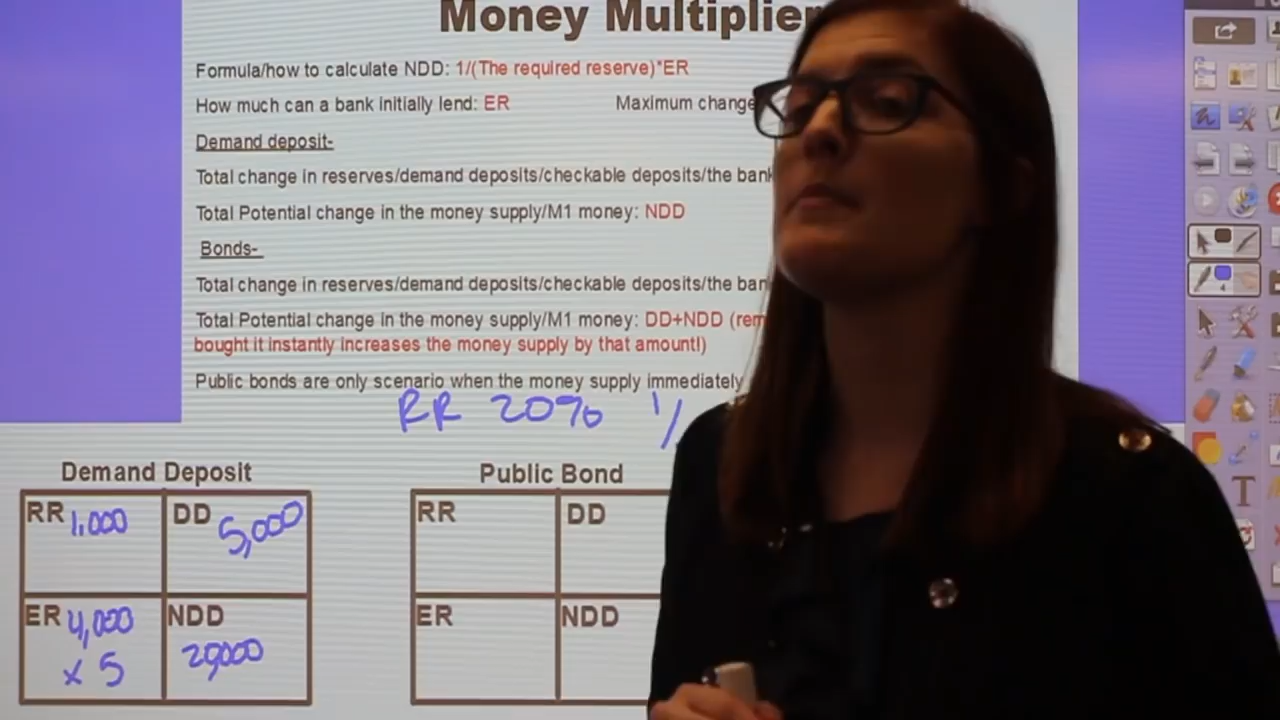 Money Multiplier
Formula/how to calculate NDD: 1/(The required reserve)*ER
How much can a bank initially lend: ER Maximum change
Demand deposit-
Total change in reserves/demand deposits/checkable deposits/the bank
Total Potential change in the money supply/M1 money: NDD
Bonds-
Total change in reserves/demand deposits/checkable deposits/the ban
Total Potential change in the money supply/M1 money: DD+NDD (rem
bought it instantly increases the money supply by that amount!)
Public bonds are only scenario when the money supply immediately
RR 20% 1/
Demand Deposit
RR 1,000 DD 5,000
ER 4,000 NDD
x 5 20,000
Public Bond
RR DD
ER NDD
T